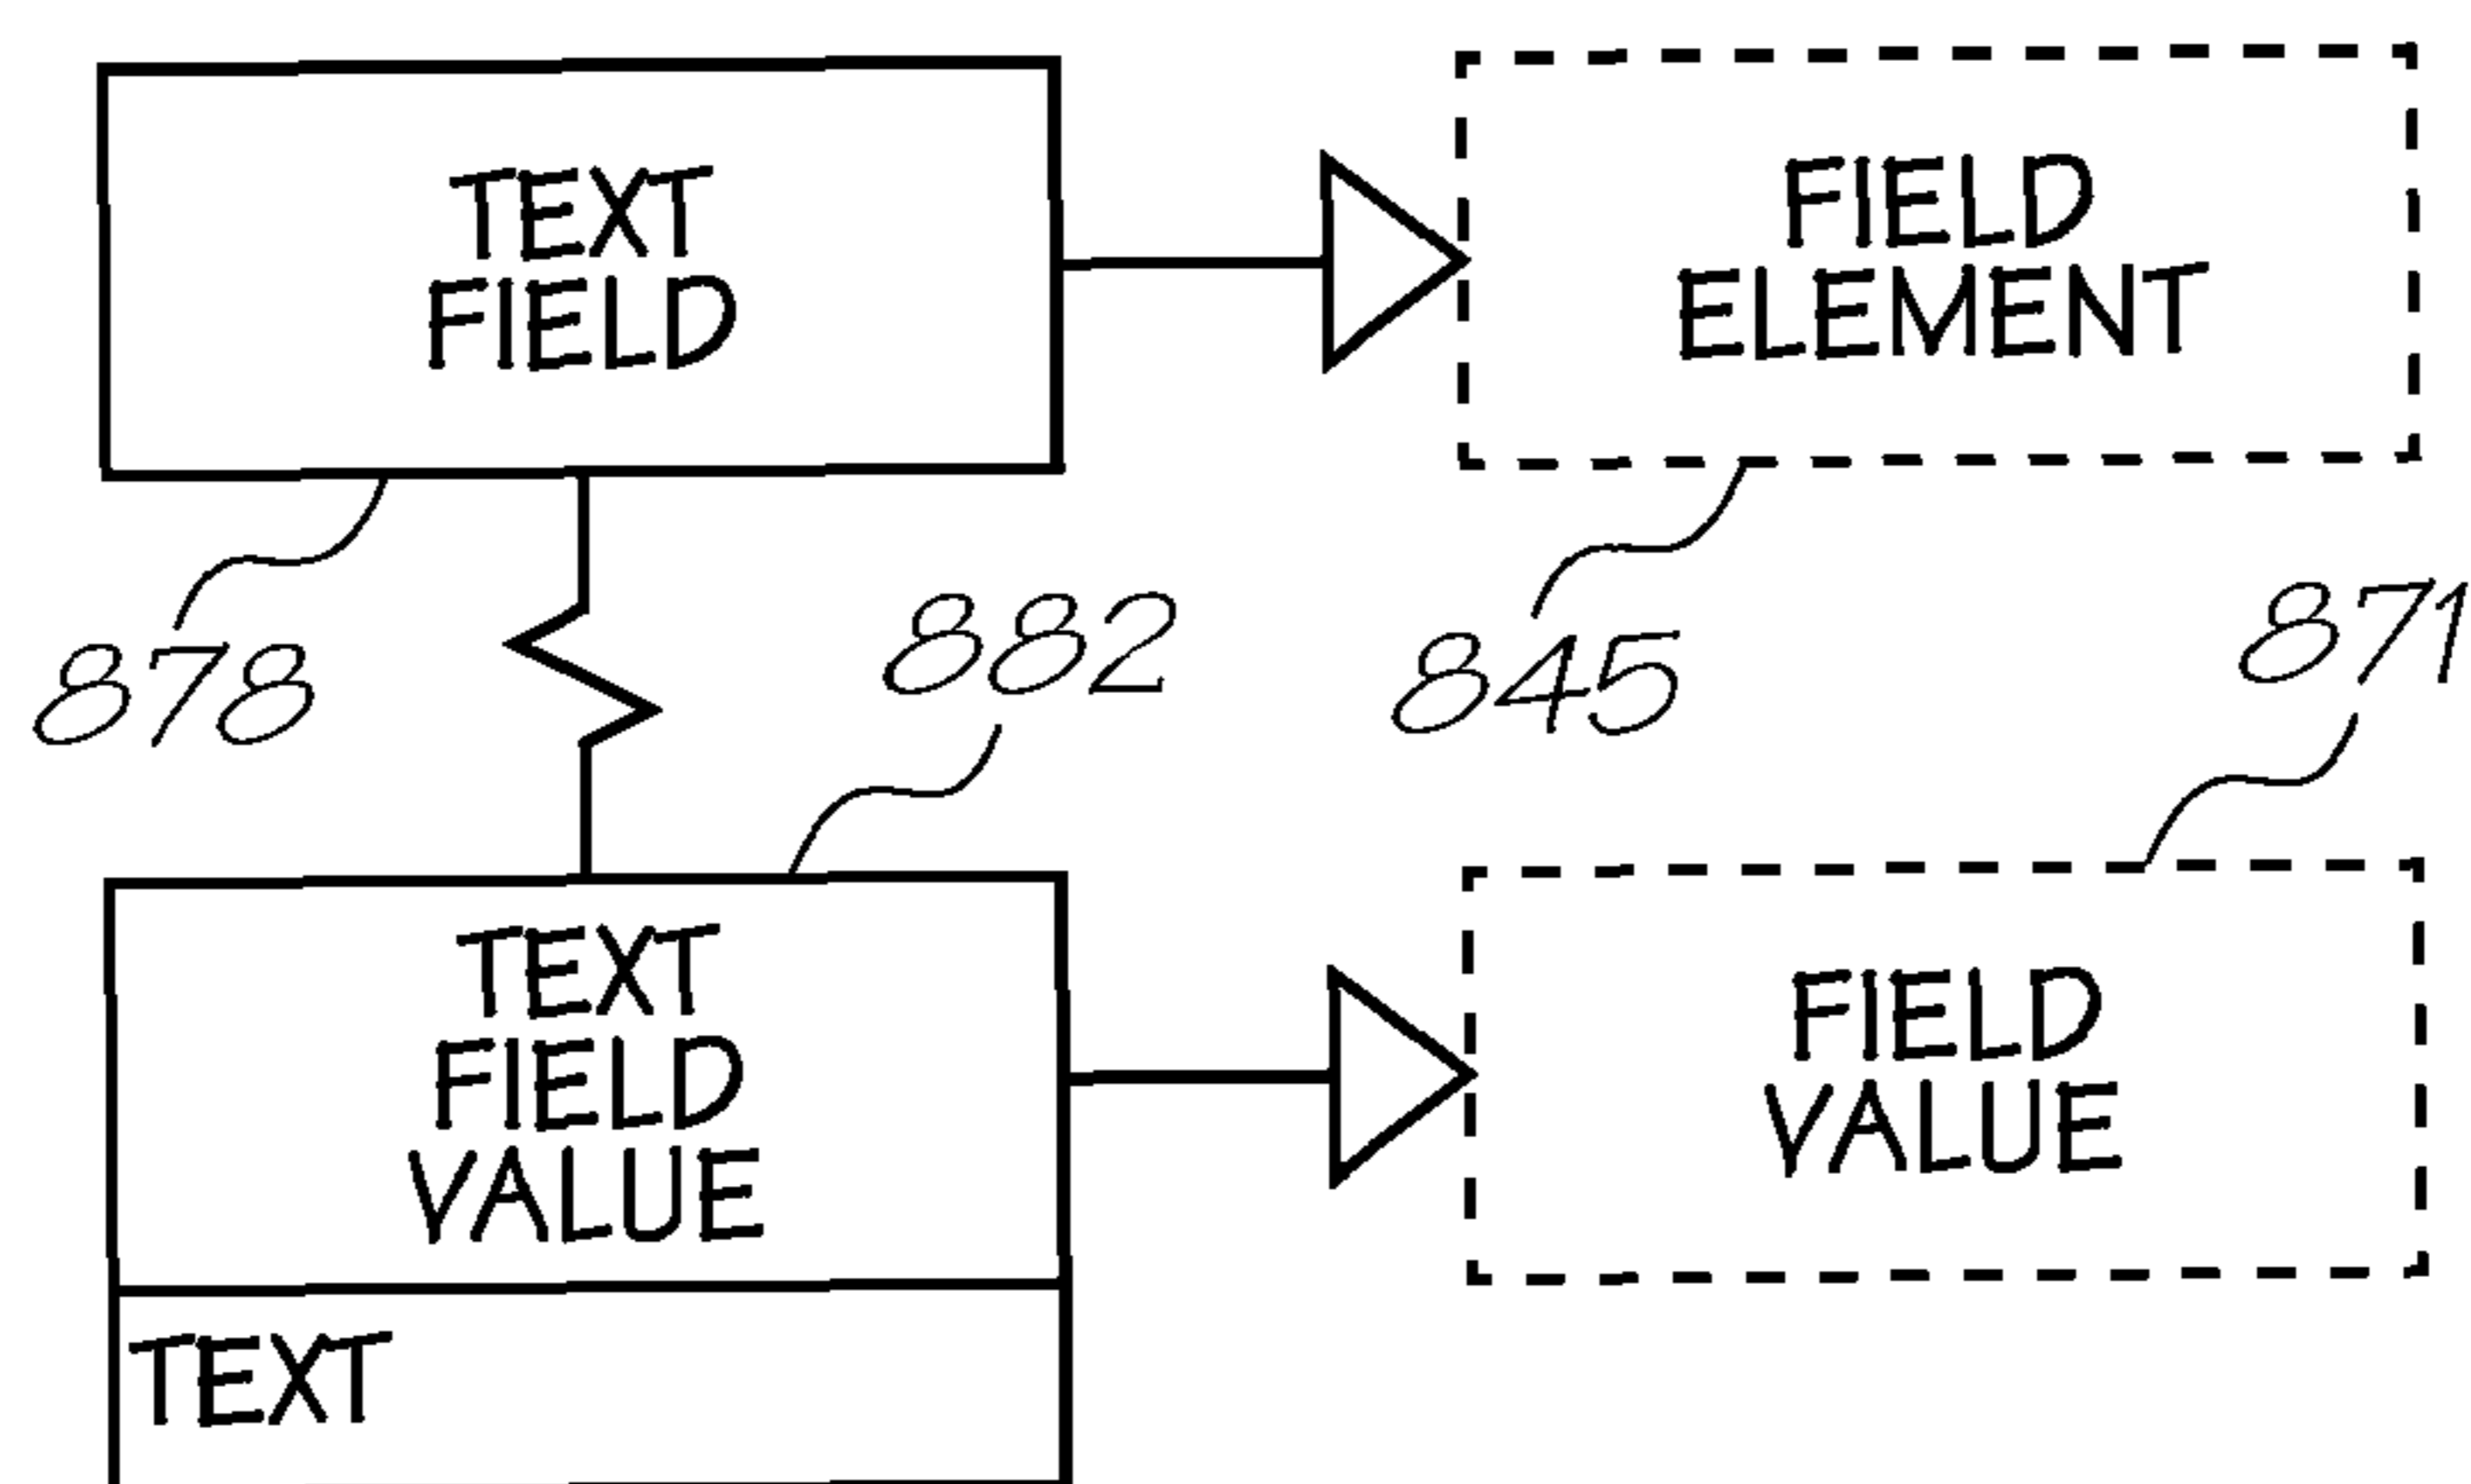 TEXT
FIELD
FIELD
ELEMENT
878
882
845
871
TEXT
FIELD
VALUE
FIELD
VALUE
TEXT